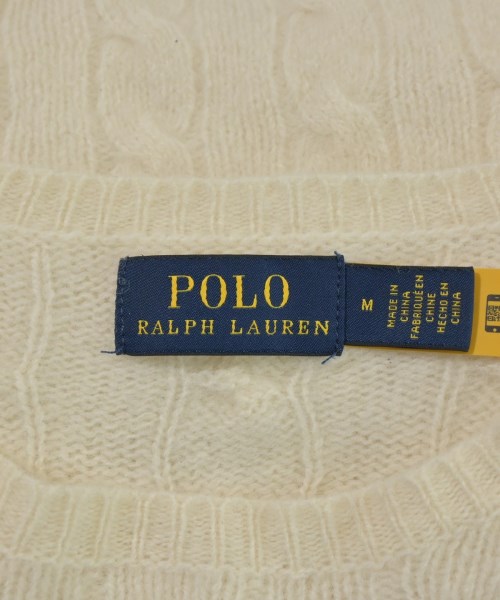 POLO
RALPH LAUREN
M
MADE IN
CHINA
FABRIQUÉ EN
CHINE
HECHO EN
CHINA